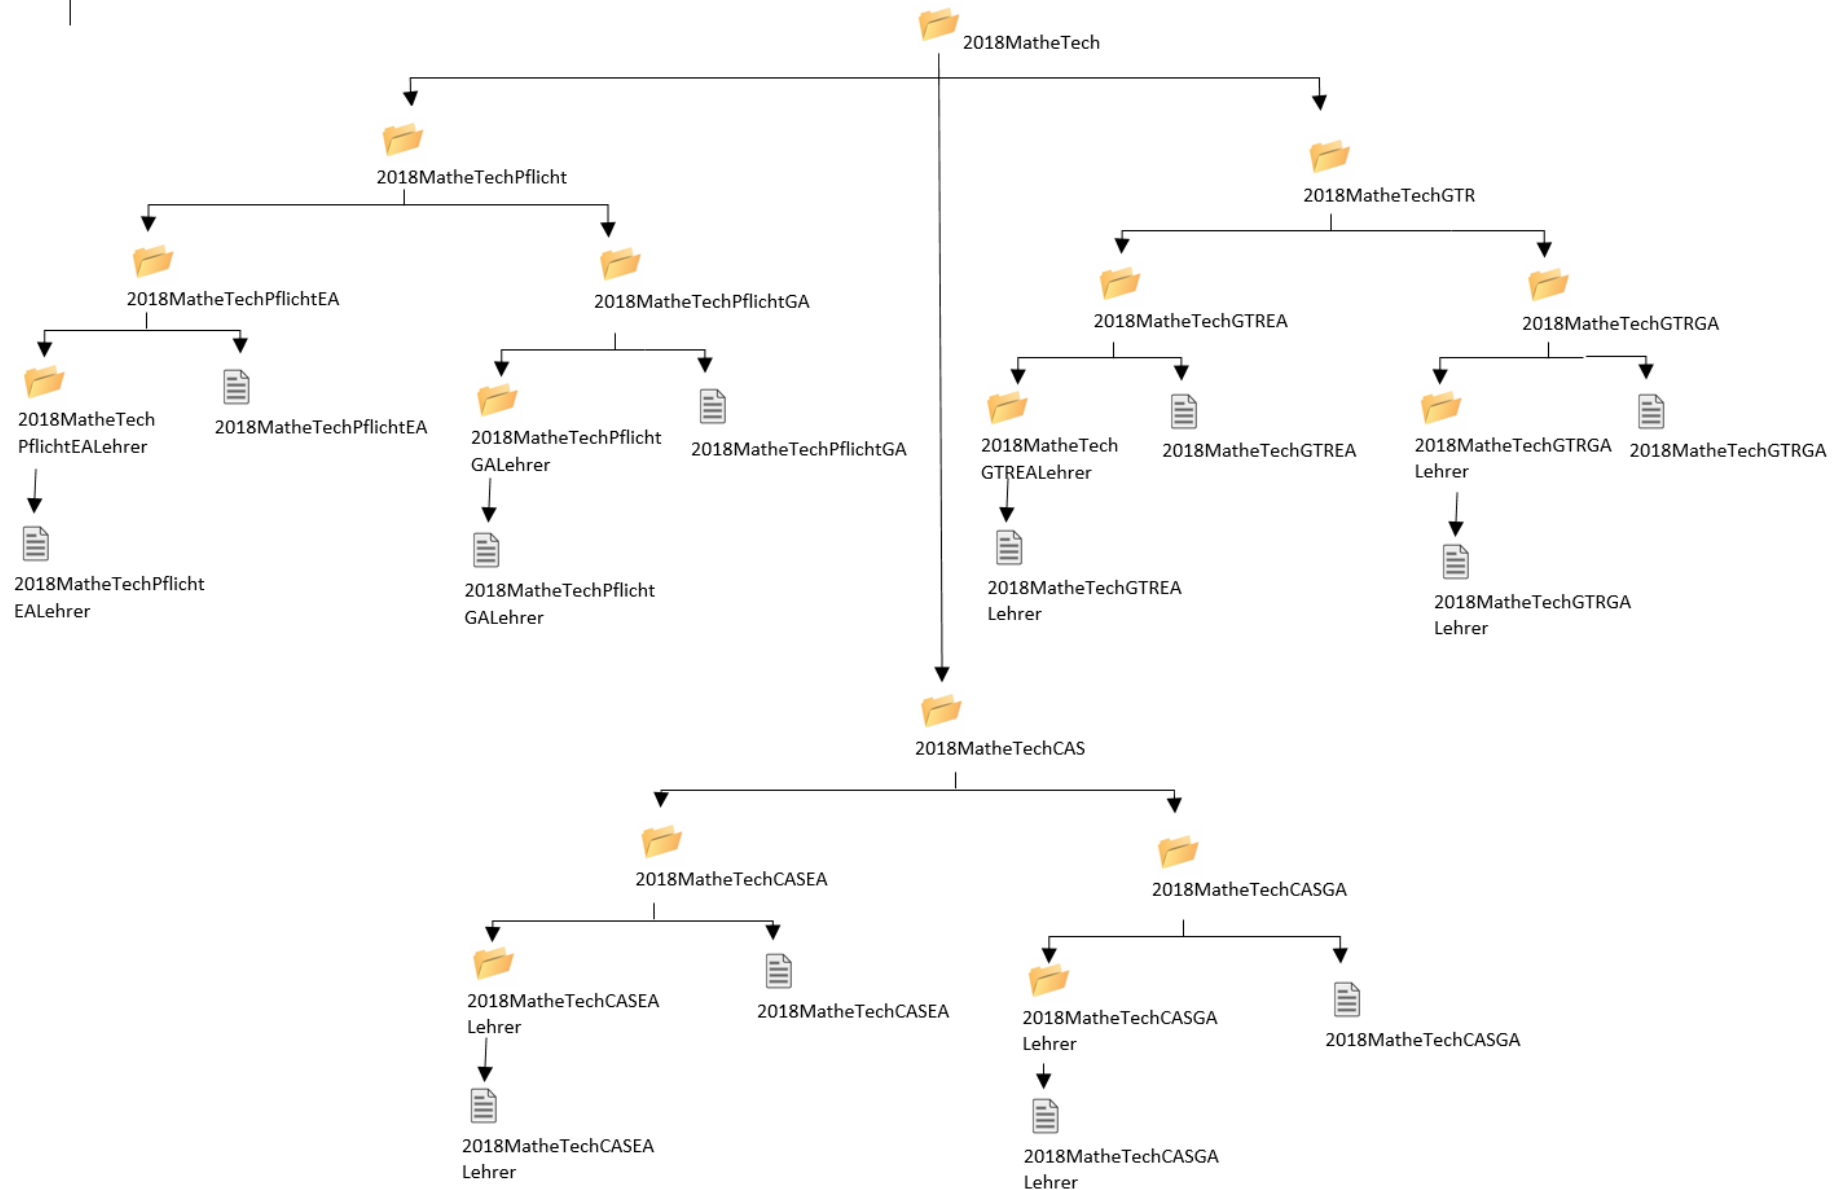 2018MatheTech
2018MatheTechPflicht
2018MatheTechGTR
2018MatheTechPflichtEA
2018MatheTechPflichtGA
2018MatheTechGTREA
2018MatheTechGTRGA
2018MatheTech
PflichtEALehrer
2018MatheTechPflichtEA
2018MatheTechPflicht
GALehrer
2018MatheTechPflichtGA
2018MatheTech
GTREALehrer
2018MatheTechGTREA
2018MatheTechGTRGA
Lehrer
2018MatheTechGTRGA
2018MatheTechPflicht
EALehrer
2018MatheTechPflicht
GALehrer
2018MatheTechGTREA
Lehrer
2018MatheTechGTRGA
Lehrer
2018MatheTechCAS
2018MatheTechCASEA
2018MatheTechCASGA
2018MatheTechCASEA
Lehrer
2018MatheTechCASEA
2018MatheTechCASGA
Lehrer
2018MatheTechCASGA
2018MatheTechCASEA
Lehrer
2018MatheTechCASGA
Lehrer